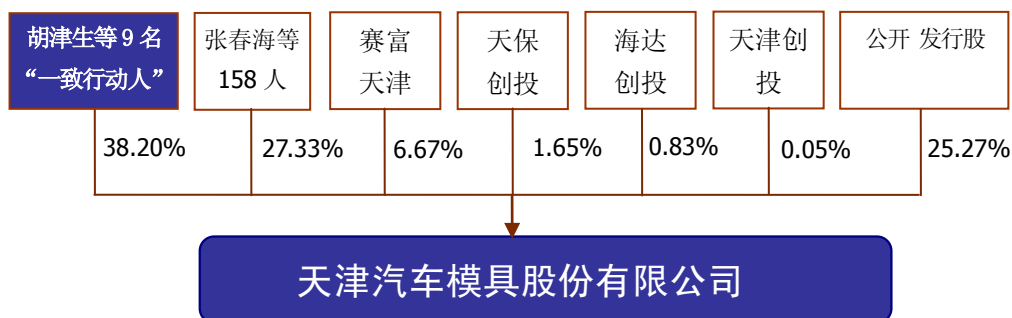 胡津生等 9 名
“一致行动人”
张春海等
158 人
赛富
天津
天保
创投
海达
创投
天津创
投
公开 发行股
38.20%
27.33%
6.67%
1.65%
0.83%
0.05%
25.27%
天津汽车模具股份有限公司